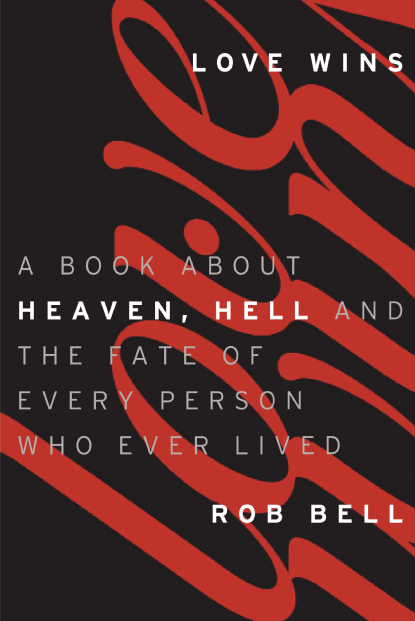 LOVE WINS
A BOOK ABOUT
HEAVEN, HELL AND
THE FATE OF
EVERY PERSON
WHO EVER LIVED
ROB BELL